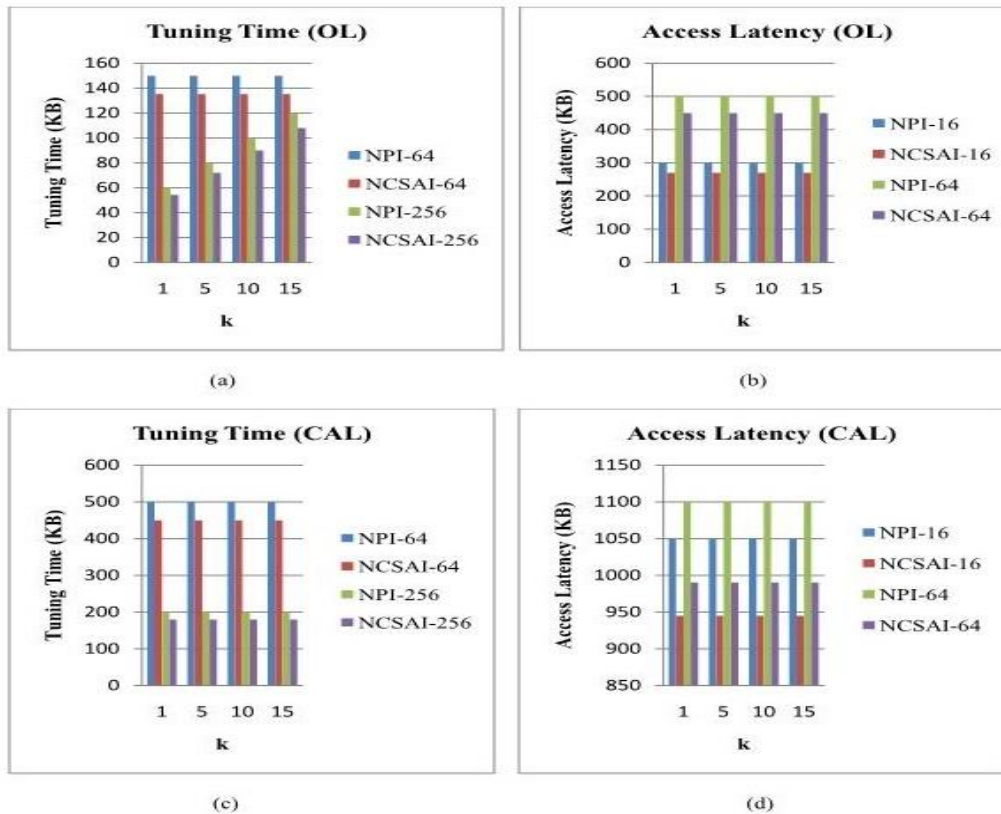 Tuning Time (OL)
Tuning Time (KB)
160
140
120
100
80
60
40
20
0
1 5 10 15
k
NPI-64
NCSAI-64
NPI-256
NCSAI-256
(a)
Access Latency (OL)
Access Latency (KB)
600
500
400
300
200
100
0
1 5 10 15
k
NPI-16
NCSAI-16
NPI-64
NCSAI-64
(b)
Tuning Time (CAL)
Tuning Time (KB)
600
500
400
300
200
100
0
1 5 10 15
k
NPI-64
NCSAI-64
NPI-256
NCSAI-256
(c)
Access Latency (CAL)
Access Latency (KB)
1150
1100
1050
1000
950
900
850
1 5 10 15
k
NPI-16
NCSAI-16
NPI-64
NCSAI-64
(d)